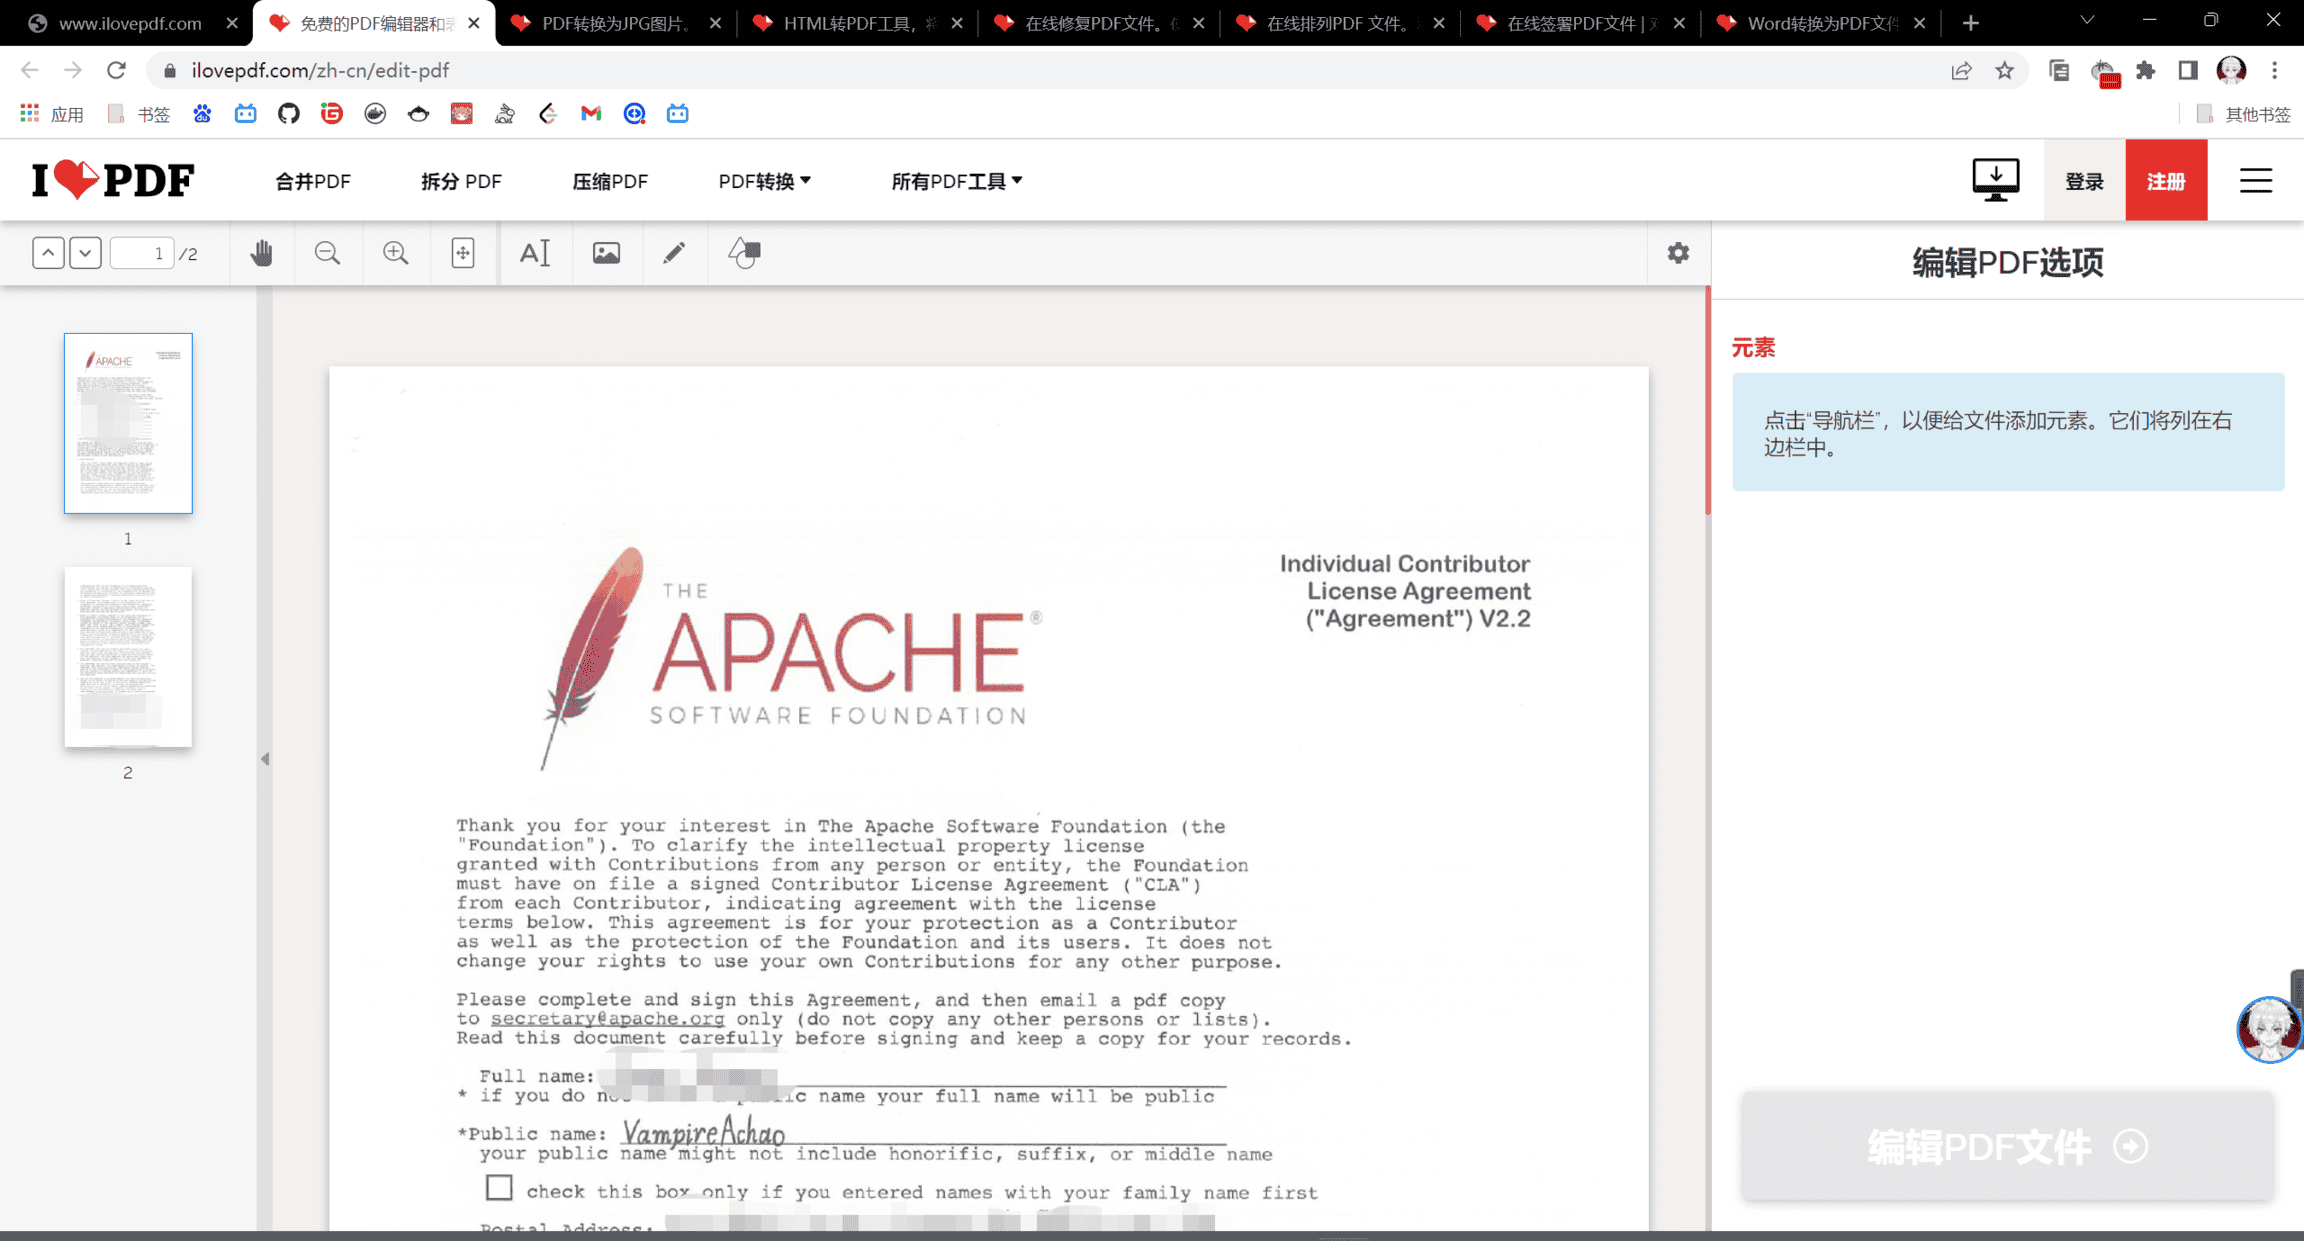 www.ilovepdf.com
免费的PDF编辑器和表
PDF转换为JPG图片。
HTML转PDF工具，将
在线修复PDF文件。
在线排列PDF 文件。
在线签署PDF文件 |
Word转换为PDF文件
ilovepdf.com/zh-cn/edit-pdf
应用
书签
其他书签
I PDF
合并PDF
拆分 PDF
压缩PDF
PDF转换
所有PDF工具
登录
注册
1 /2
编辑PDF选项
元素
点击“导航栏”，以便给文件添加元素。它们将列在右
边栏中。
APACHE
1
2
THE
APACHE®
SOFTWARE FOUNDATION
Individual Contributor
License Agreement
("Agreement") V2.2
Thank you for your interest in The Apache Software Foundation (the
"Foundation"). To clarify the intellectual property license
granted with Contributions from any person or entity, the Foundation
must have on file a signed Contributor License Agreement ("CLA")
from each Contributor, indicating agreement with the license
terms below. This agreement is for your protection as a Contributor
as well as the protection of the Foundation and its users. It does not
change your rights to use your own Contributions for any other purpose.
Please complete and sign this Agreement, and then email a pdf copy
to secretary@apache.org only (do not copy any other persons or lists).
Read this document carefully before signing and keep a copy for your records.
Full name:
* if you do name your full name will be public
*Public name: VampireAchao
your public name might not include honorific, suffix, or middle name
check this box only if you entered names with your family name first
Postal Address:
编辑PDF文件